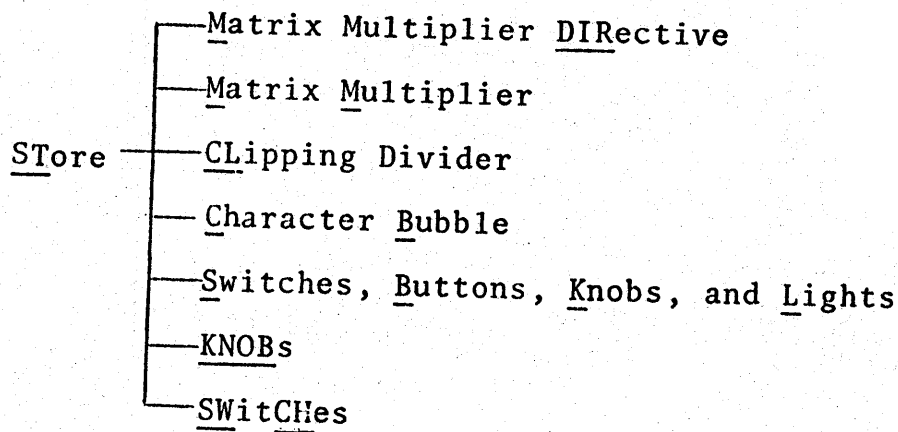 Matrix Multiplier DIRective
Matrix Multiplier
STore
CLipping Divider
Character Bubble
Switches, Buttons, Knobs, and Lights
KNOBs
SWitCHes